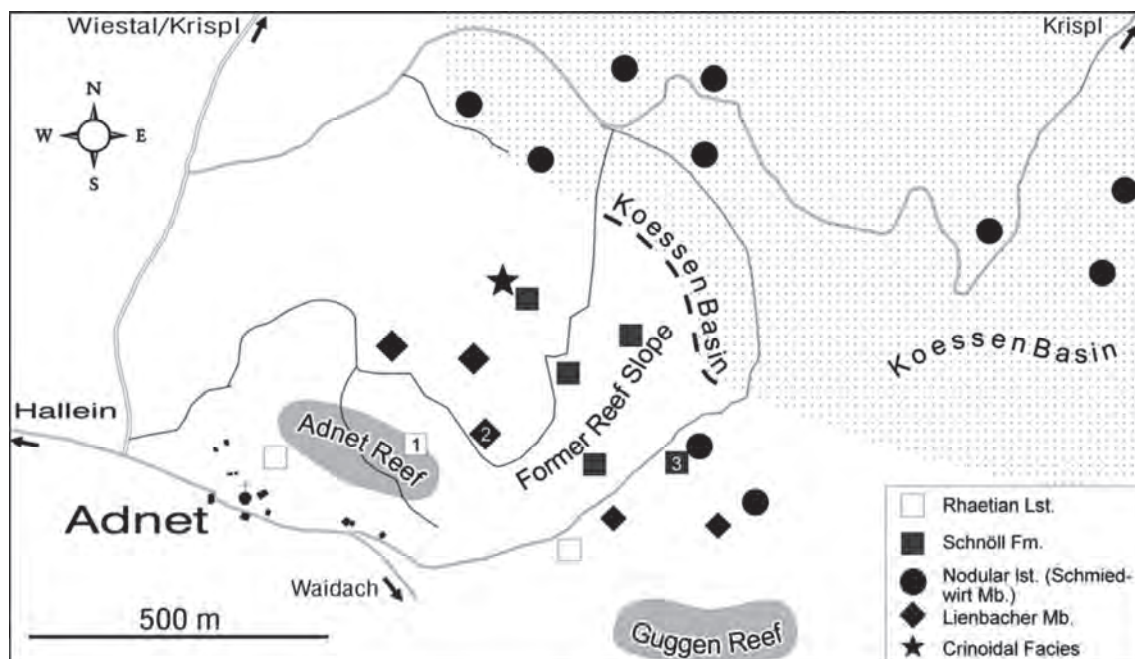 Wiestal/Krispl
Krispl
N
W E
S
Koessen Basin
Koessen Basin
Former Reef Slope
Hallein
Adnet Reef
1
2
3
Adnet
Waidach
500 m
Guggen Reef
Rhaetian Lst.
Schnöll Fm.
Nodular lst. (Schmied-
wirt Mb.)
Lienbacher Mb.
Crinoidal Facies